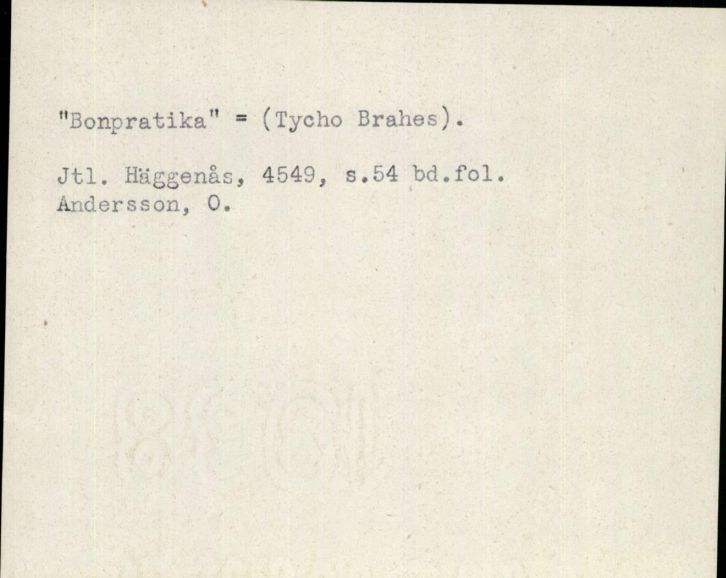 "Bonpratika" = (Tycho Brahes).
Jtl. Häggenås, 4549, s.54 bd.fol.
Andersson, O.